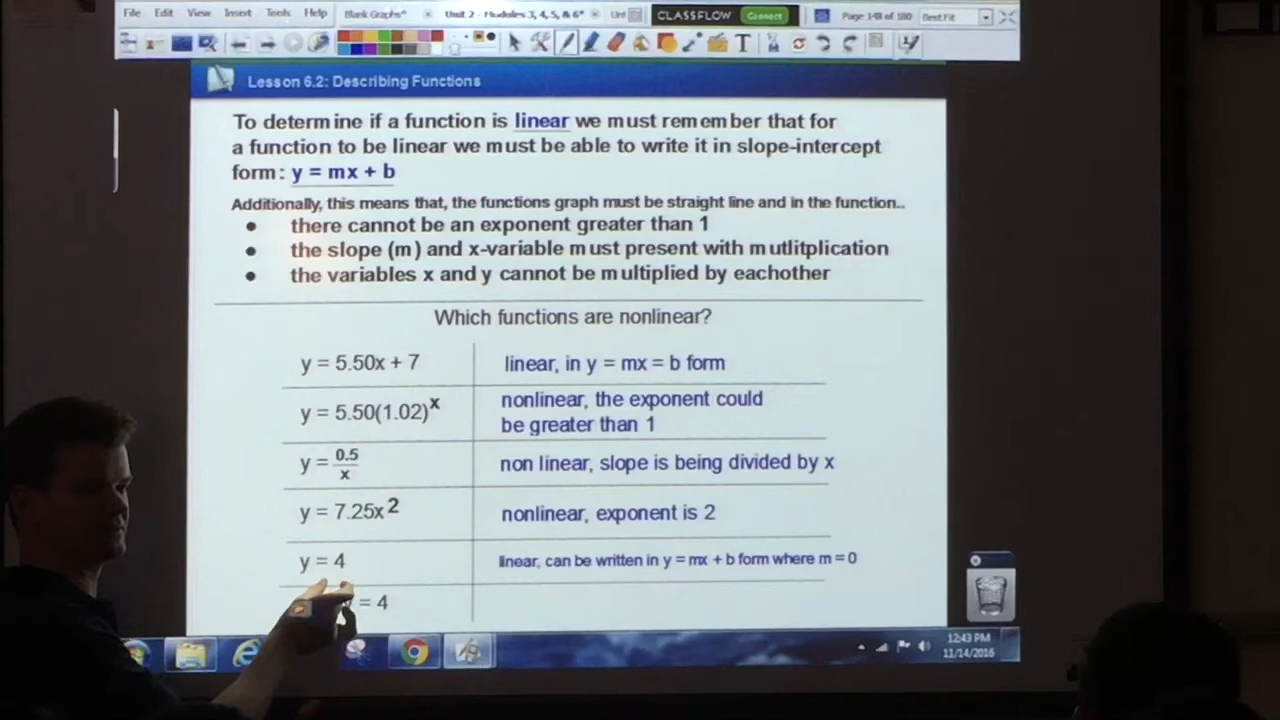 File Edit View Insert Tools Help Blank Graphs* Unit 2 - Modules 3, 4, 5, & 6* CLASSFLOW Connect Page 148 of 180 Best Fit
Lesson 6.2: Describing Functions
To determine if a function is linear we must remember that for
a function to be linear we must be able to write it in slope-intercept
form: y = mx + b
Additionally, this means that, the functions graph must be straight line and in the function..
• there cannot be an exponent greater than 1
• the slope (m) and x-variable must present with mutlitplication
• the variables x and y cannot be multiplied by eachother
Which functions are nonlinear?
y = 5.50x + 7 linear, in y = mx = b form
y = 5.50(1.02)^x nonlinear, the exponent could
be greater than 1
y = 0.5/x non linear, slope is being divided by x
y = 7.25x^2 nonlinear, exponent is 2
y = 4 linear, can be written in y = mx + b form where m = 0
= 4
12:43 PM
11/14/2016